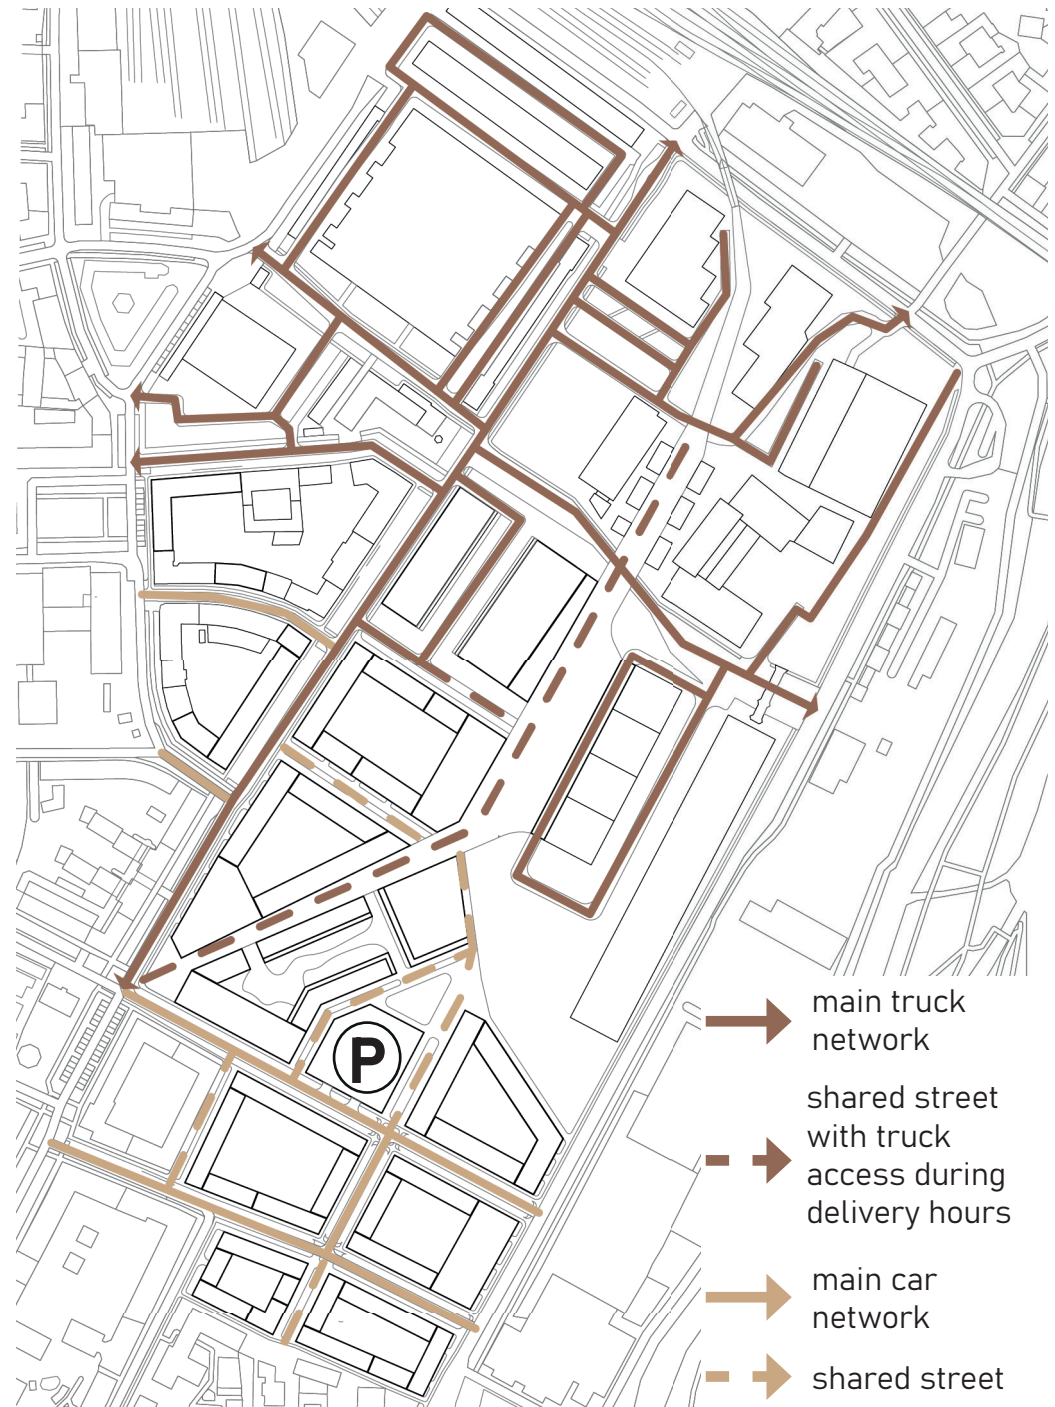 P
main truck
network
shared street
with truck
access during
delivery hours
main car
network
shared street